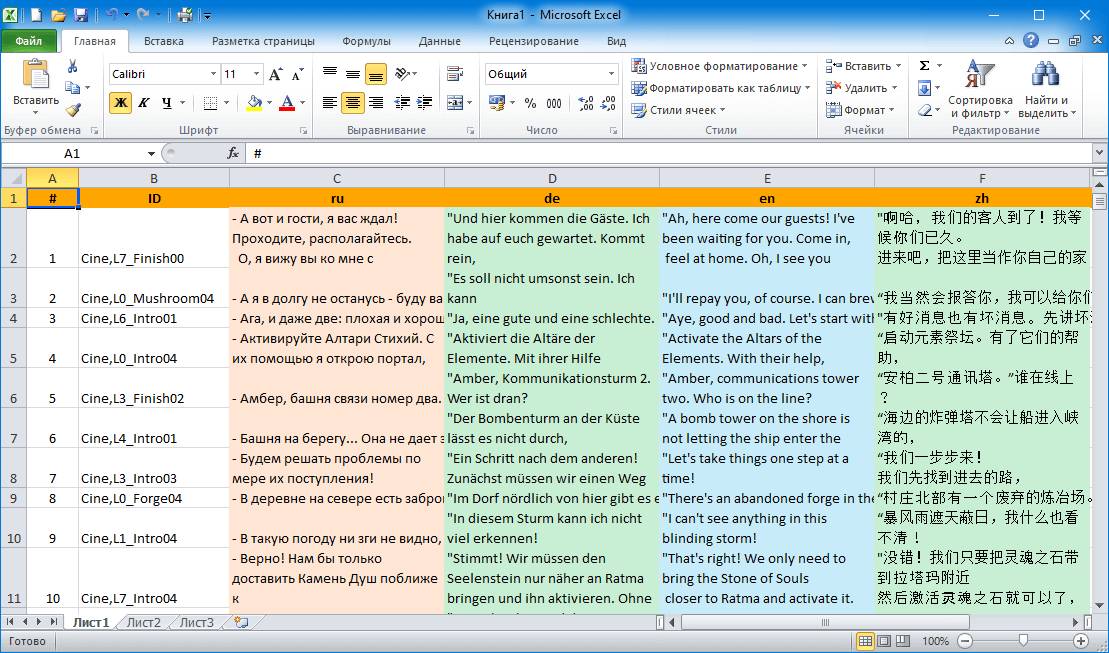 Книга1 - Microsoft Excel
Файл Главная Вставка Разметка страницы Формулы Данные Рецензирование Вид
Вставить
Буфер обмена
Calibri 11
Ж К Ч
Шрифт
Выравнивание
Общий
% 000
Число
Условное форматирование
Форматировать как таблицу
Стили ячеек
Стили
Вставить
Удалить
Формат
Ячейки
Σ
Сортировка и фильтр
Найти и выделить
Редактирование
A1 fx #
A B C D E F
1 # ID ru de en zh
2 1 Cine,L7_Finish00
- А вот и гости, я вас ждал!
Проходите, располагайтесь.
О, я вижу вы ко мне с
"Und hier kommen die Gäste. Ich
habe auf euch gewartet. Kommt
rein,
"Ah, here come our guests! I've
been waiting for you. Come in,
feel at home. Oh, I see you
"啊哈，我们的客人到了！我等
候你们已久。
进来吧，把这里当作你自己的家
3 2 Cine,L0_Mushroom04
- А я в долгу не останусь - буду ва
"Es soll nicht umsonst sein. Ich
kann
"I'll repay you, of course. I can brew
“我当然会报答你，我可以给你们
4 3 Cine,L6_Intro01
- Ага, и даже две: плохая и хорош
"Ja, eine gute und eine schlechte.
"Aye, good and bad. Let's start with
"有好消息也有坏消息。先讲坏
5 4 Cine,L0_Intro04
- Активируйте Алтари Стихий. С
их помощью я открою портал,
"Aktiviert die Altäre der
Elemente. Mit ihrer Hilfe
"Activate the Altars of the
Elements. With their help,
“启动元素祭坛。有了它们的帮
助，
6 5 Cine,L3_Finish02
- Амбер, башня связи номер два.
"Amber, Kommunikationsturm 2.
Wer ist dran?
"Amber, communications tower
two. Who is on the line?
“安柏二号通讯塔。”谁在线上
？
7 6 Cine,L4_Intro01
- Башня на берегу... Она не дает з
"Der Bombenturm an der Küste
lässt es nicht durch,
"A bomb tower on the shore is
not letting the ship enter the
“海边的炸弹塔不会让船进入峡
湾的，
8 7 Cine,L3_Intro03
- Будем решать проблемы по
мере их поступления!
"Ein Schritt nach dem anderen!
Zunächst müssen wir einen Weg
"Let's take things one step at a
time!
“我们一步步来！
我们先找到进去的路，
9 8 Cine,L0_Forge04
- В деревне на севере есть забро
"Im Dorf nördlich von hier gibt es e
"There's an abandoned forge in the
“村庄北部有一个废弃的炼冶场。
10 9 Cine,L1_Intro04
- В такую погоду ни зги не видно,
"In diesem Sturm kann ich nicht
viel erkennen!
"I can't see anything in this
blinding storm!
“暴风雨遮天蔽日，我什么也看
不清！
11 10 Cine,L7_Intro04
- Верно! Нам бы только
доставить Камень Душ поближе
к
"Stimmt! Wir müssen den
Seelenstein nur näher an Ratma
bringen und ihn aktivieren. Ohne
"That's right! We only need to
bring the Stone of Souls
closer to Ratma and activate it.
"没错！我们只要把灵魂之石带
到拉塔玛附近
然后激活灵魂之石就可以了，
Лист1 Лист2 Лист3
Готово 100%